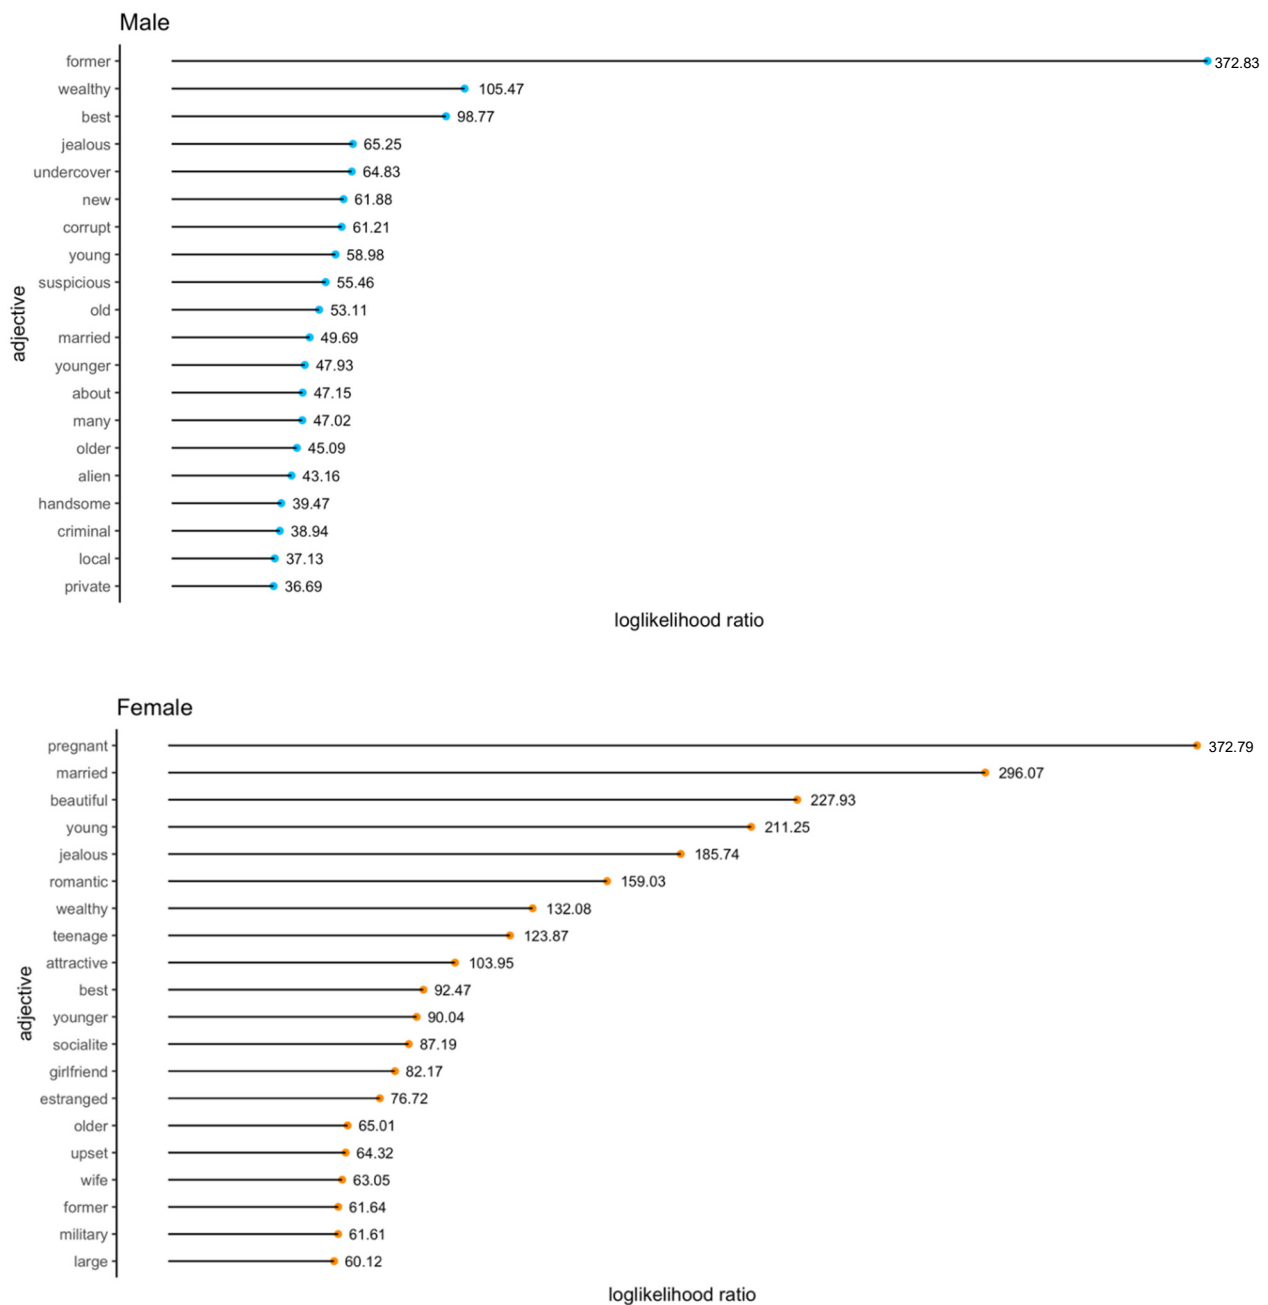 Male
former 372.83
wealthy 105.47
best 98.77
jealous 65.25
undercover 64.83
new 61.88
corrupt 61.21
young 58.98
suspicious 55.46
old 53.11
married 49.69
younger 47.93
about 47.15
many 47.02
older 45.09
alien 43.16
handsome 39.47
criminal 38.94
local 37.13
private 36.69
adjective
loglikelihood ratio
Female
pregnant 372.79
married 296.07
beautiful 227.93
young 211.25
jealous 185.74
romantic 159.03
wealthy 132.08
teenage 123.87
attractive 103.95
best 92.47
younger 90.04
socialite 87.19
girlfriend 82.17
estranged 76.72
older 65.01
upset 64.32
wife 63.05
former 61.64
military 61.61
large 60.12
adjective
loglikelihood ratio